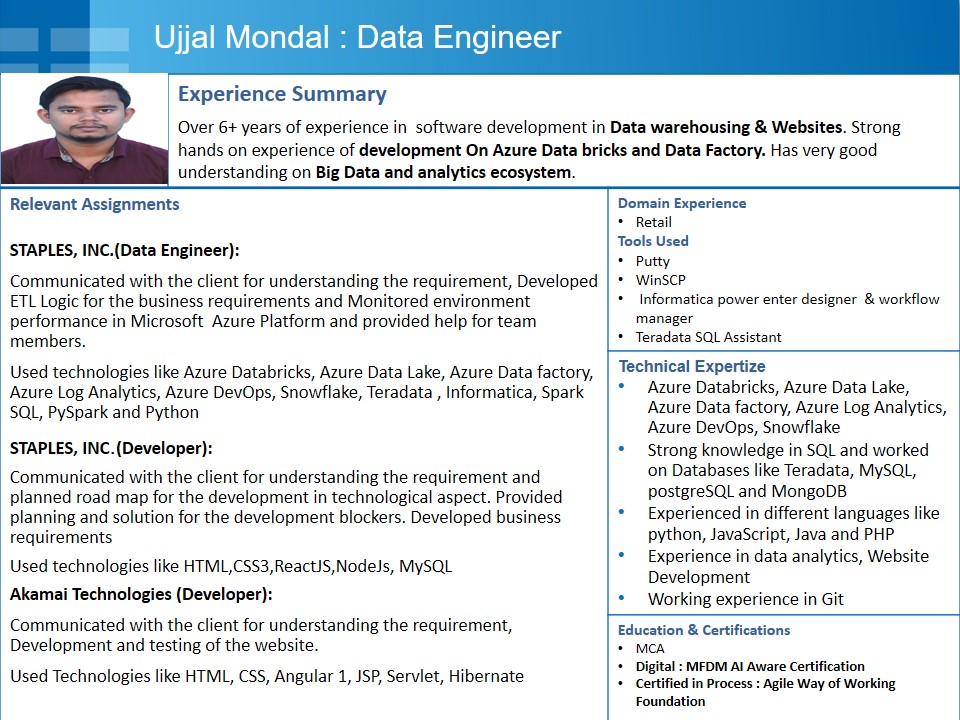 Ujjal Mondal : Data Engineer
Experience Summary
Over 6+ years of experience in software development in Data warehousing & Websites. Strong
hands on experience of development On Azure Data bricks and Data Factory. Has very good
understanding on Big Data and analytics ecosystem.
Relevant Assignments
STAPLES, INC.(Data Engineer):
Communicated with the client for understanding the requirement, Developed
ETL Logic for the business requirements and Monitored environment
performance in Microsoft Azure Platform and provided help for team
members.
Used technologies like Azure Databricks, Azure Data Lake, Azure Data factory,
Azure Log Analytics, Azure DevOps, Snowflake, Teradata , Informatica, Spark
SQL, PySpark and Python
STAPLES, INC.(Developer):
Communicated with the client for understanding the requirement and
planned road map for the development in technological aspect. Provided
planning and solution for the development blockers. Developed business
requirements
Used technologies like HTML,CSS3,ReactJS,NodeJs, MySQL
Akamai Technologies (Developer):
Communicated with the client for understanding the requirement,
Development and testing of the website.
Used Technologies like HTML, CSS, Angular 1, JSP, Servlet, Hibernate
Domain Experience
• Retail
Tools Used
• Putty
• WinSCP
• Informatica power enter designer & workflow
manager
• Teradata SQL Assistant
Technical Expertize
• Azure Databricks, Azure Data Lake,
Azure Data factory, Azure Log Analytics,
Azure DevOps, Snowflake
• Strong knowledge in SQL and worked
on Databases like Teradata, MySQL,
postgreSQL and MongoDB
• Experienced in different languages like
python, JavaScript, Java and PHP
• Experience in data analytics, Website
Development
• Working experience in Git
Education & Certifications
• MCA
• Digital : MFDM AI Aware Certification
• Certified in Process : Agile Way of Working
Foundation